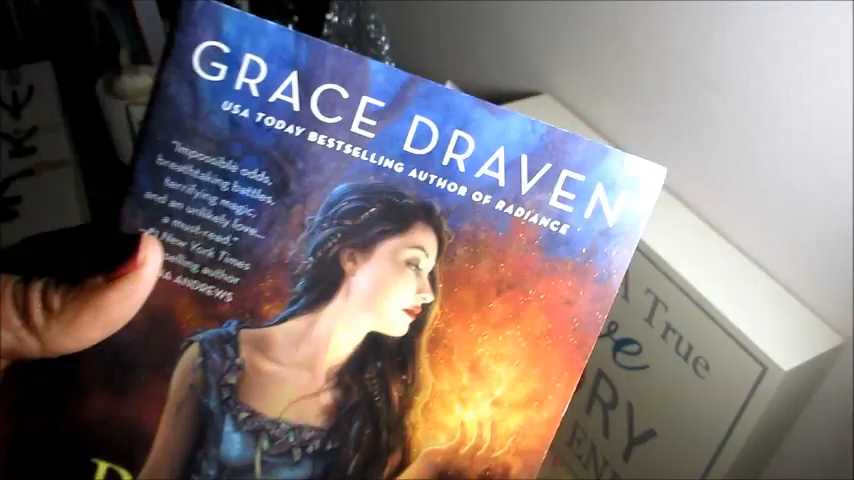 GRACE DRAVEN
USA TODAY BESTSELLING AUTHOR OF RADIANCE
"Impossible odds,
breathtaking battles,
terrifying magic,
and an unlikely love...
a must-read."
New York Times
selling author
ANDREWS
True
RY